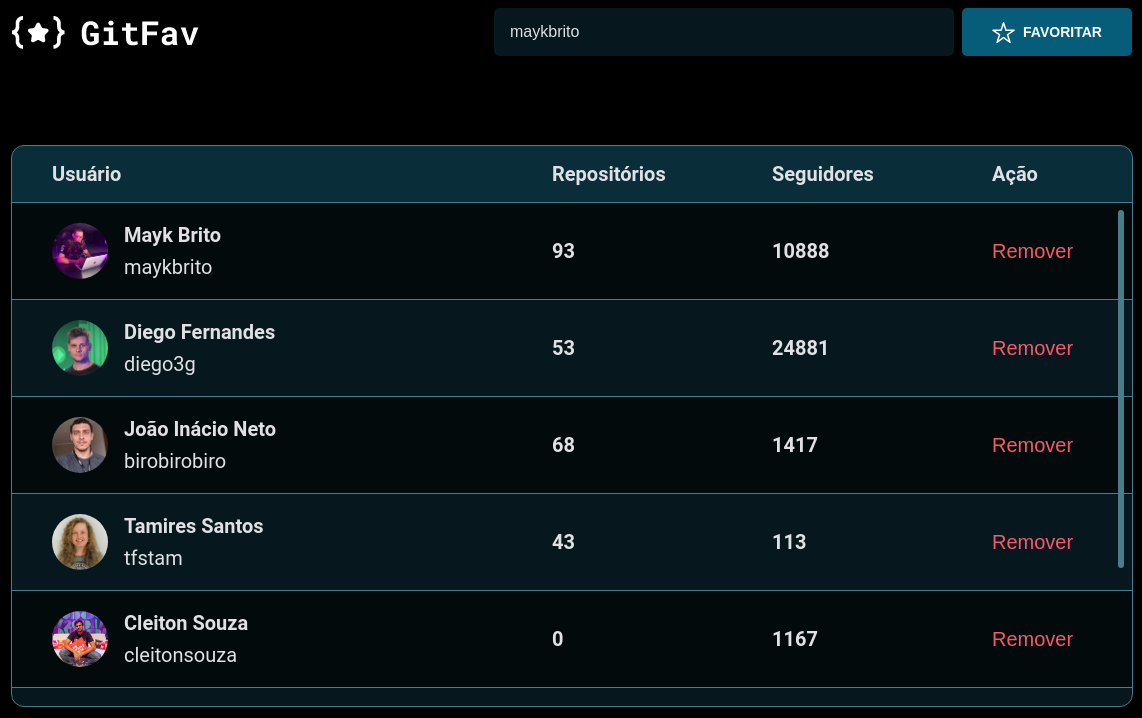 {★} GitFav
maykbrito
FAVORITAR
Usuário Repositórios Seguidores Ação
Mayk Brito
maykbrito
93 10888 Remover
Diego Fernandes
diego3g
53 24881 Remover
João Inácio Neto
birobirobiro
68 1417 Remover
Tamires Santos
tfstam
43 113 Remover
Cleiton Souza
cleitonsouza
0 1167 Remover